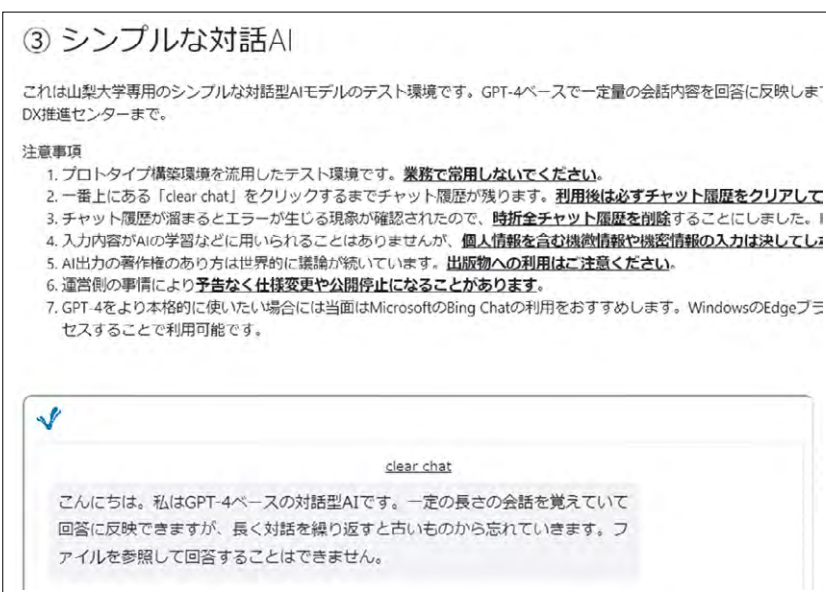 ③ シンプルな対話AI
これは山梨大学専用のシンプルな対話型AIモデルのテスト環境です。GPT-4ベースで一定量の会話内容を回答に反映しま
DX推進センターまで。
注意事項
1. プロトタイプ構築環境を流用したテスト環境です。業務で常用しないでください。
2. 一番上にある「clear chat」をクリックするまでチャット履歴が残ります。利用後は必ずチャット履歴をクリアして
3. チャット履歴が溜まるとエラーが生じる現象が確認されたので、時折全チャット履歴を削除することにしました。
4. 入力内容がAIの学習などに用いられることはありませんが、個人情報を含む機微情報や機密情報の入力は決してし
5. AI出力の著作権のあり方は世界的に議論が続いています。出版物への利用はご注意ください。
6. 運営側の事情により予告なく仕様変更や公開停止になることがあります。
7. GPT-4をより本格的に使いたい場合には当面はMicrosoftのBing Chatの利用をおすすめします。WindowsのEdgeブラ
セスすることで利用可能です。
clear chat
こんにちは。私はGPT-4ベースの対話型AIです。一定の長さの会話を覚えていて
回答に反映できますが、長く対話を繰り返すと古いものから忘れていきます。フ
ァイルを参照して回答することはできません。